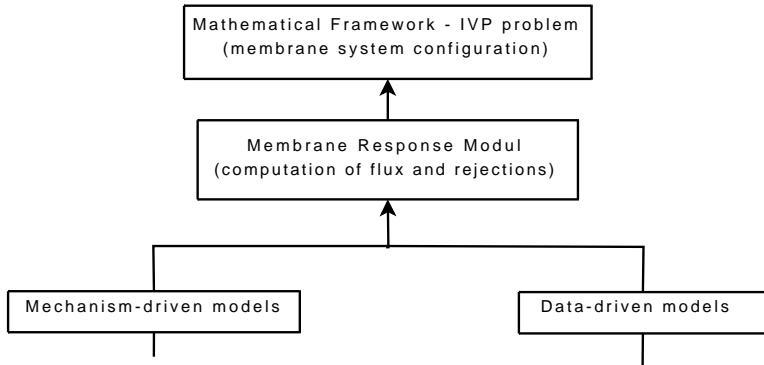 Mathematical Framework - IVP problem
(membrane system configuration)
Membrane Response Modul
(computation of flux and rejections)
Mechanism-driven models
Data-driven models